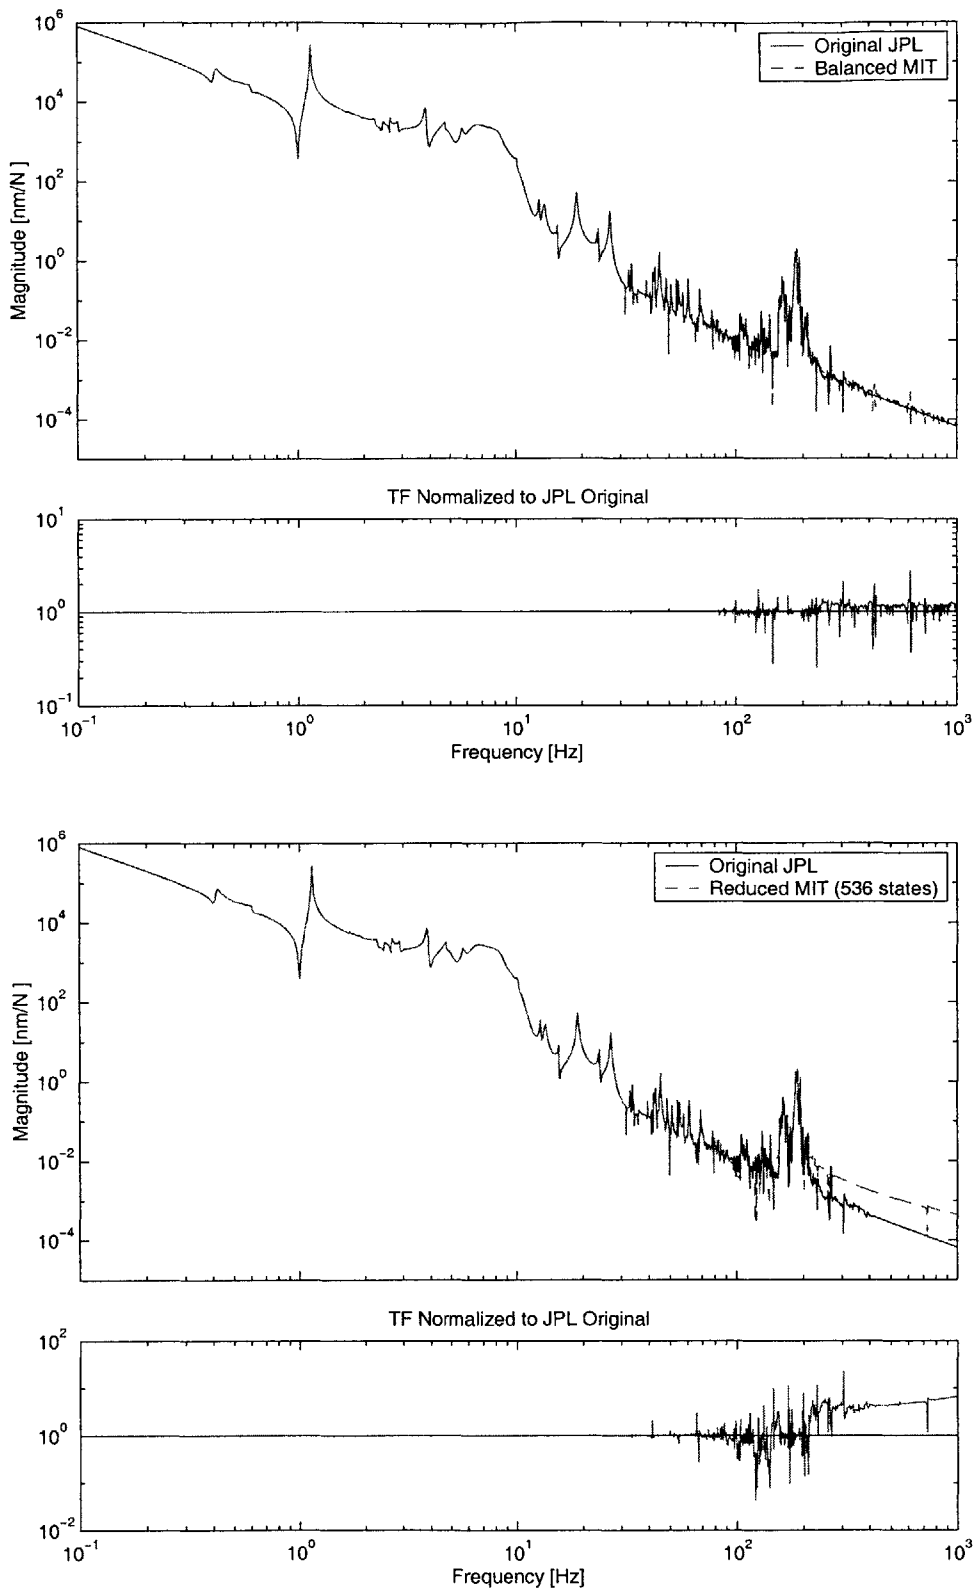 10^6
10^4
10^2
10^0
10^-2
10^-4
Magnitude [nm/N ]
Original JPL
Balanced MIT
TF Normalized to JPL Original
10^1
10^0
10^-1
10^-1 10^0 10^1 10^2 10^3
Frequency [Hz]
10^6
10^4
10^2
10^0
10^-2
10^-4
Magnitude [nm/N ]
Original JPL
Reduced MIT (536 states)
TF Normalized to JPL Original
10^2
10^0
10^-2
10^-1 10^0 10^1 10^2 10^3
Frequency [Hz]